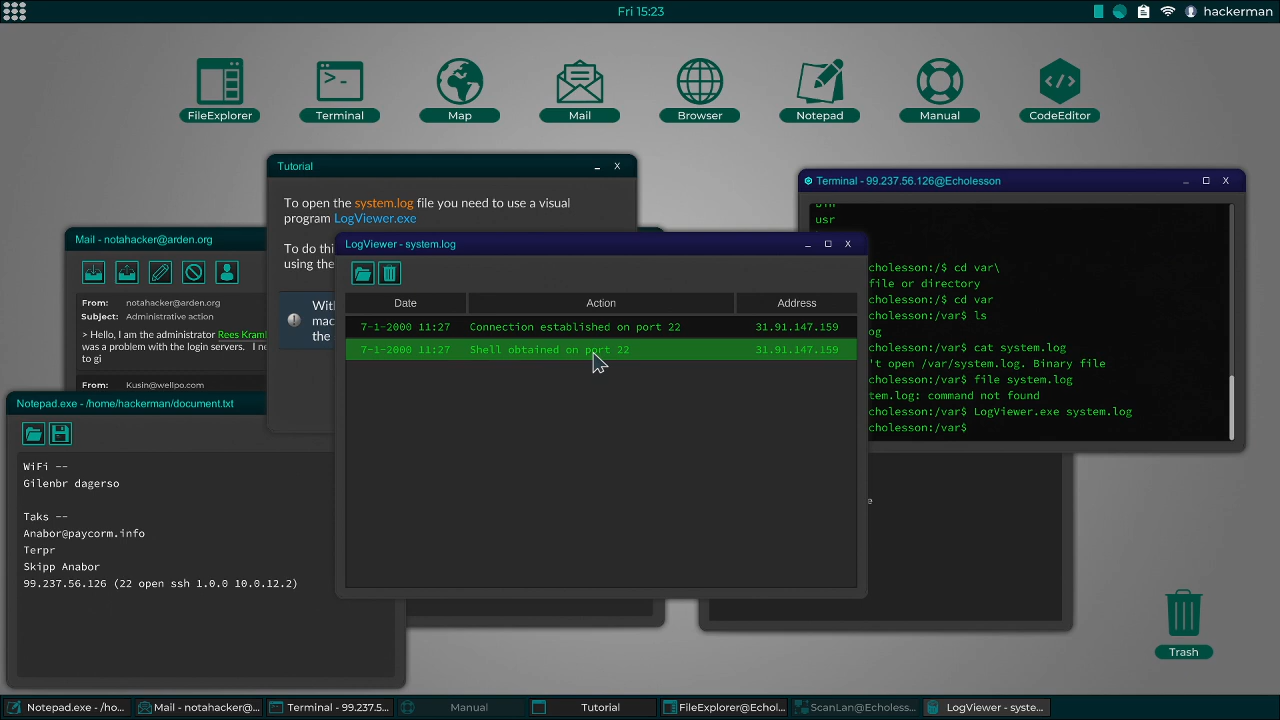 Fri 15:23
hackerman
FileExplorer
Terminal
Map
Mail
Browser
Notepad
Manual
CodeEditor
Tutorial
To open the system.log file you need to use a visual
program LogViewer.exe
To do thi
using the
With
mac
the
Terminal - 99.237.56.126@Echolesson
usr
cholesson:/$ cd var\
file or directory
cholesson:/$ cd var
cholesson:/var$ ls
og
cholesson:/var$ cat system.log
't open /var/system.log. Binary file
cholesson:/var$ file system.log
tem.log: command not found
cholesson:/var$ LogViewer.exe system.log
cholesson:/var$
Mail - notahacker@arden.org
From: notahacker@arden.org
Subject: Administrative action
> Hello, I am the administrator Rees Kraml
was a problem with the login servers. I ne
to gi
From: Kusin@wellpo.com
LogViewer - system.log
Date Action Address
7-1-2000 11:27 Connection established on port 22 31.91.147.159
7-1-2000 11:27 Shell obtained on port 22 31.91.147.159
Notepad.exe - /home/hackerman/document.txt
WiFi --
Gilenbr dagerso
Taks --
Anabor@paycorm.info
Terpr
Skipp Anabor
99.237.56.126 (22 open ssh 1.0.0 10.0.12.2)
e
Trash
Notepad.exe - /ho...
Mail - notahacker@...
Terminal - 99.237.5...
Manual
Tutorial
FileExplorer@Echol...
ScanLan@Echoless...
LogViewer - syste...